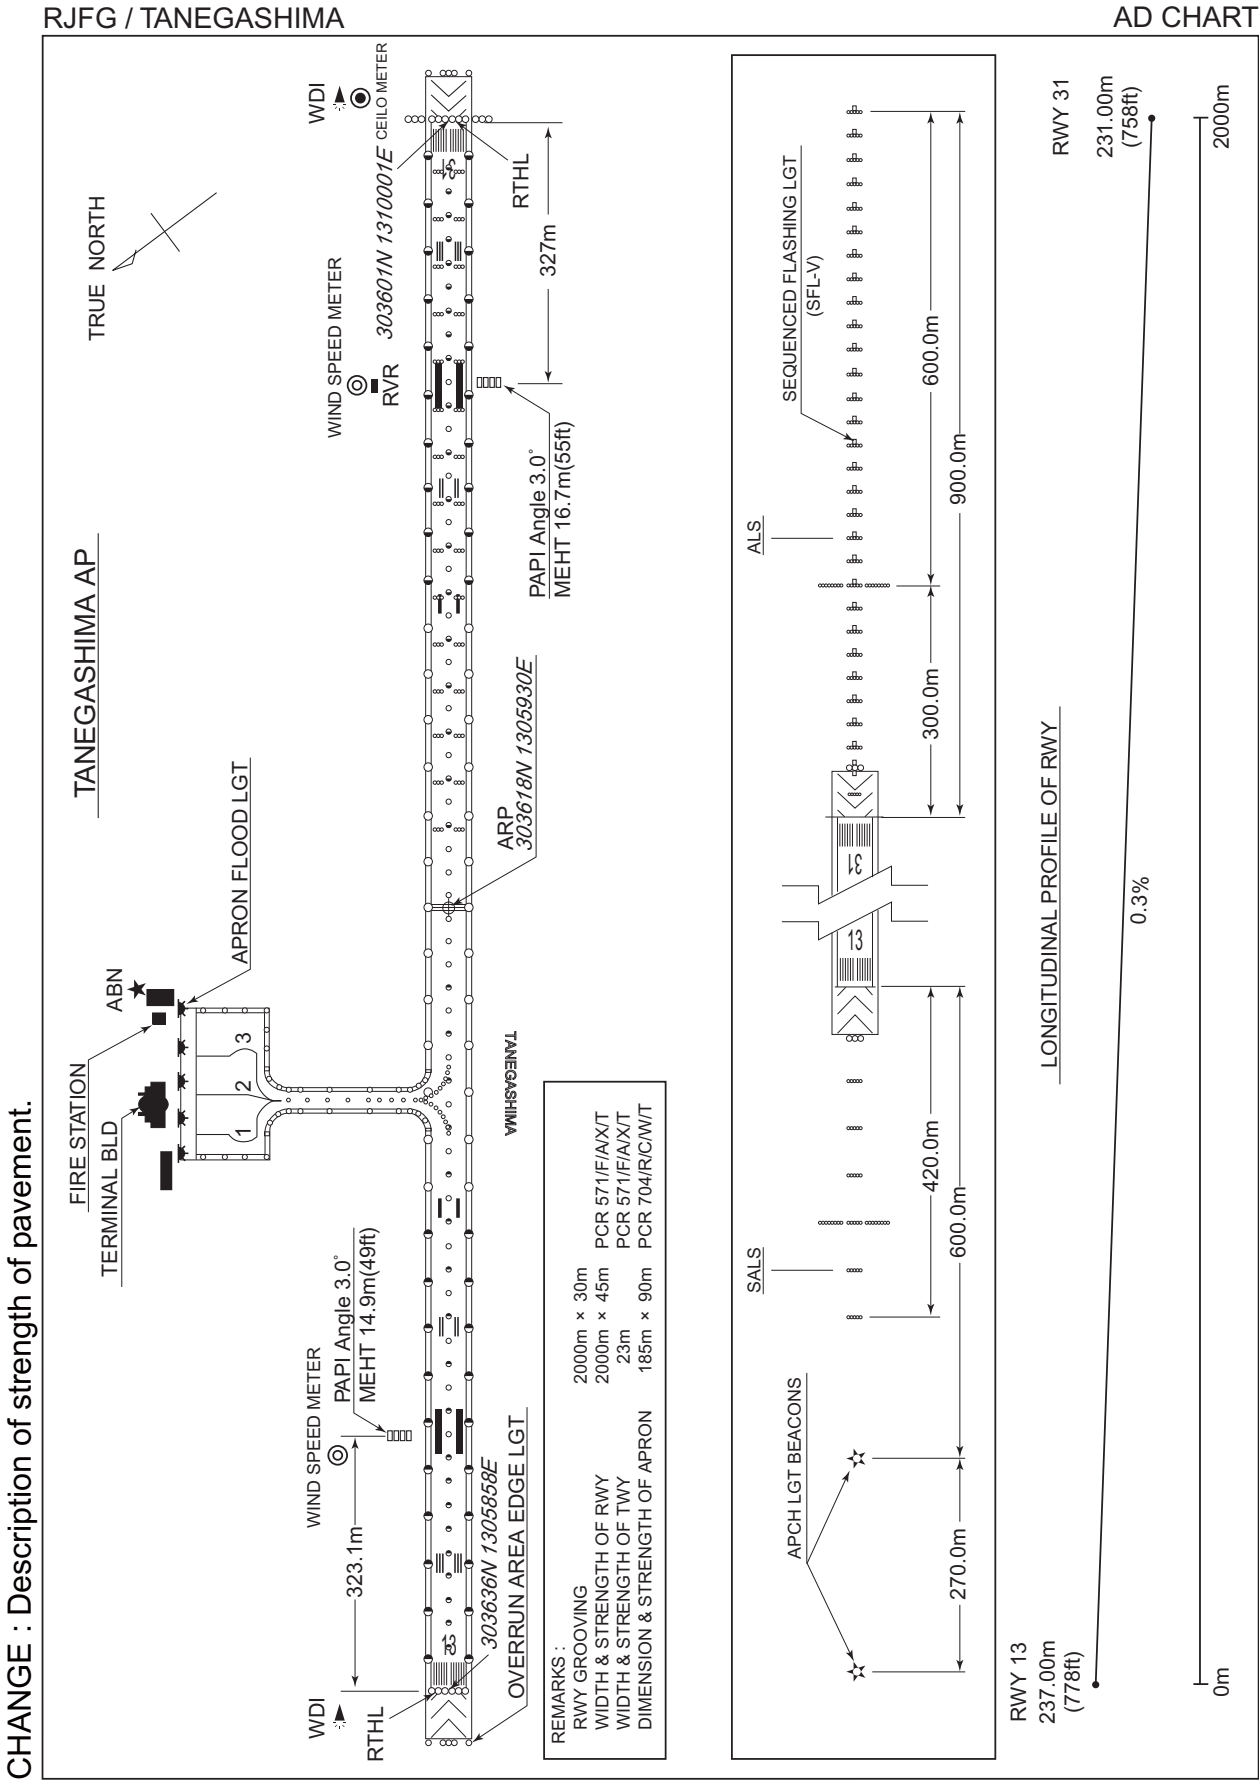 RJFG / TANEGASHIMA
AD CHART
CHANGE : Description of strength of pavement.
TANEGASHIMA AP
TRUE NORTH
FIRE STATION
TERMINAL BLD
ABN
APRON FLOOD LGT
1
2
3
WIND SPEED METER
PAPI Angle 3.0°
MEHT 14.9m(49ft)
323.1m
WDI
RTHL
303636N 1305858E
OVERRUN AREA EDGE LGT
13
TANEGASHIMA
ARP
303618N 1305930E
WIND SPEED METER
RVR
WDI
CEILO METER
303601N 1310001E
RTHL
31
327m
PAPI Angle 3.0°
MEHT 16.7m(55ft)
REMARKS :
RWY GROOVING 2000m × 30m
WIDTH & STRENGTH OF RWY 2000m × 45m PCR 571/F/A/X/T
WIDTH & STRENGTH OF TWY 23m PCR 571/F/A/X/T
DIMENSION & STRENGTH OF APRON 185m × 90m PCR 704/R/C/W/T
SALS
ALS
SEQUENCED FLASHING LGT
(SFL-V)
APCH LGT BEACONS
13
31
420.0m
600.0m
270.0m
300.0m
600.0m
900.0m
LONGITUDINAL PROFILE OF RWY
RWY 13
237.00m
(778ft)
0.3%
RWY 31
231.00m
(758ft)
0m
2000m